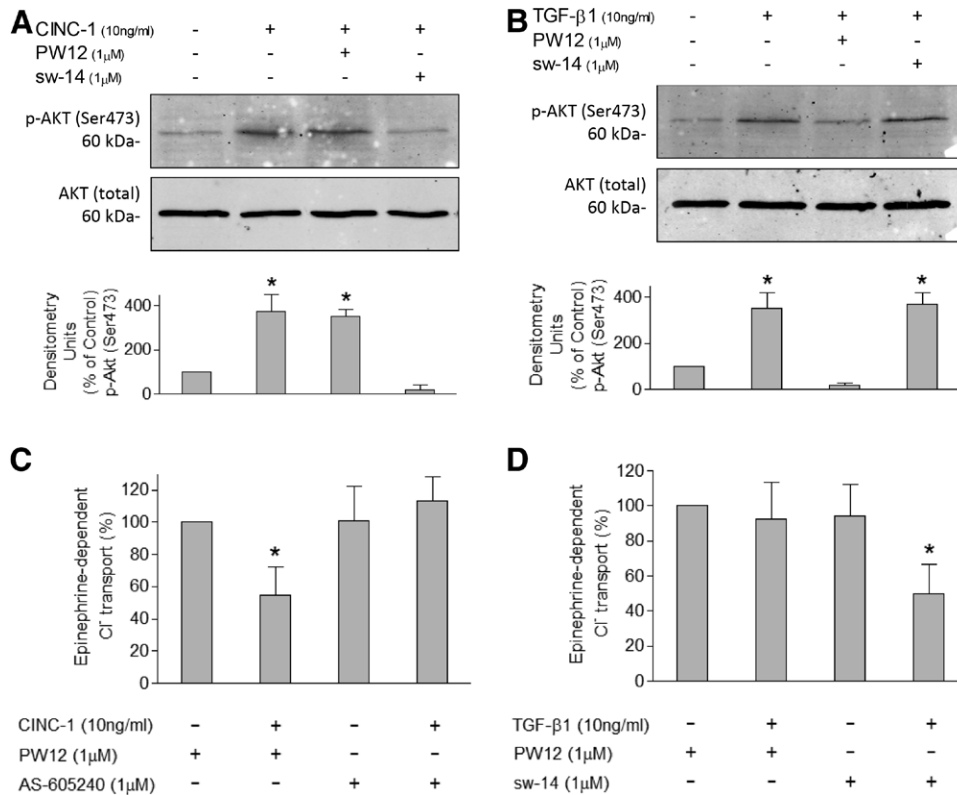 A
CINC-1 (10ng/ml) - + + +
PW12 (1µM) - - + -
sw-14 (1µM) - - - +
p-AKT (Ser473)
60 kDa-
AKT (total)
60 kDa-
Densitometry
Units
(% of Control)
p-Akt (Ser473)
400
200
0
* *
B
TGF-β1 (10ng/ml) - + + +
PW12 (1µM) - - + -
sw-14 (1µM) - - - +
p-AKT (Ser473)
60 kDa-
AKT (total)
60 kDa-
Densitometry
Units
(% of Control)
p-Akt (Ser473)
400
200
0
* *
C
Epinephrine-dependent
Cl⁻ transport (%)
120
100
80
60
40
20
0
*
CINC-1 (10ng/ml) - + - +
PW12 (1µM) + + - -
AS-605240 (1µM) - - + +
D
Epinephrine-dependent
Cl⁻ transport (%)
120
100
80
60
40
20
0
*
TGF-β1 (10ng/ml) - + - +
PW12 (1µM) + + - -
sw-14 (1µM) - - + +